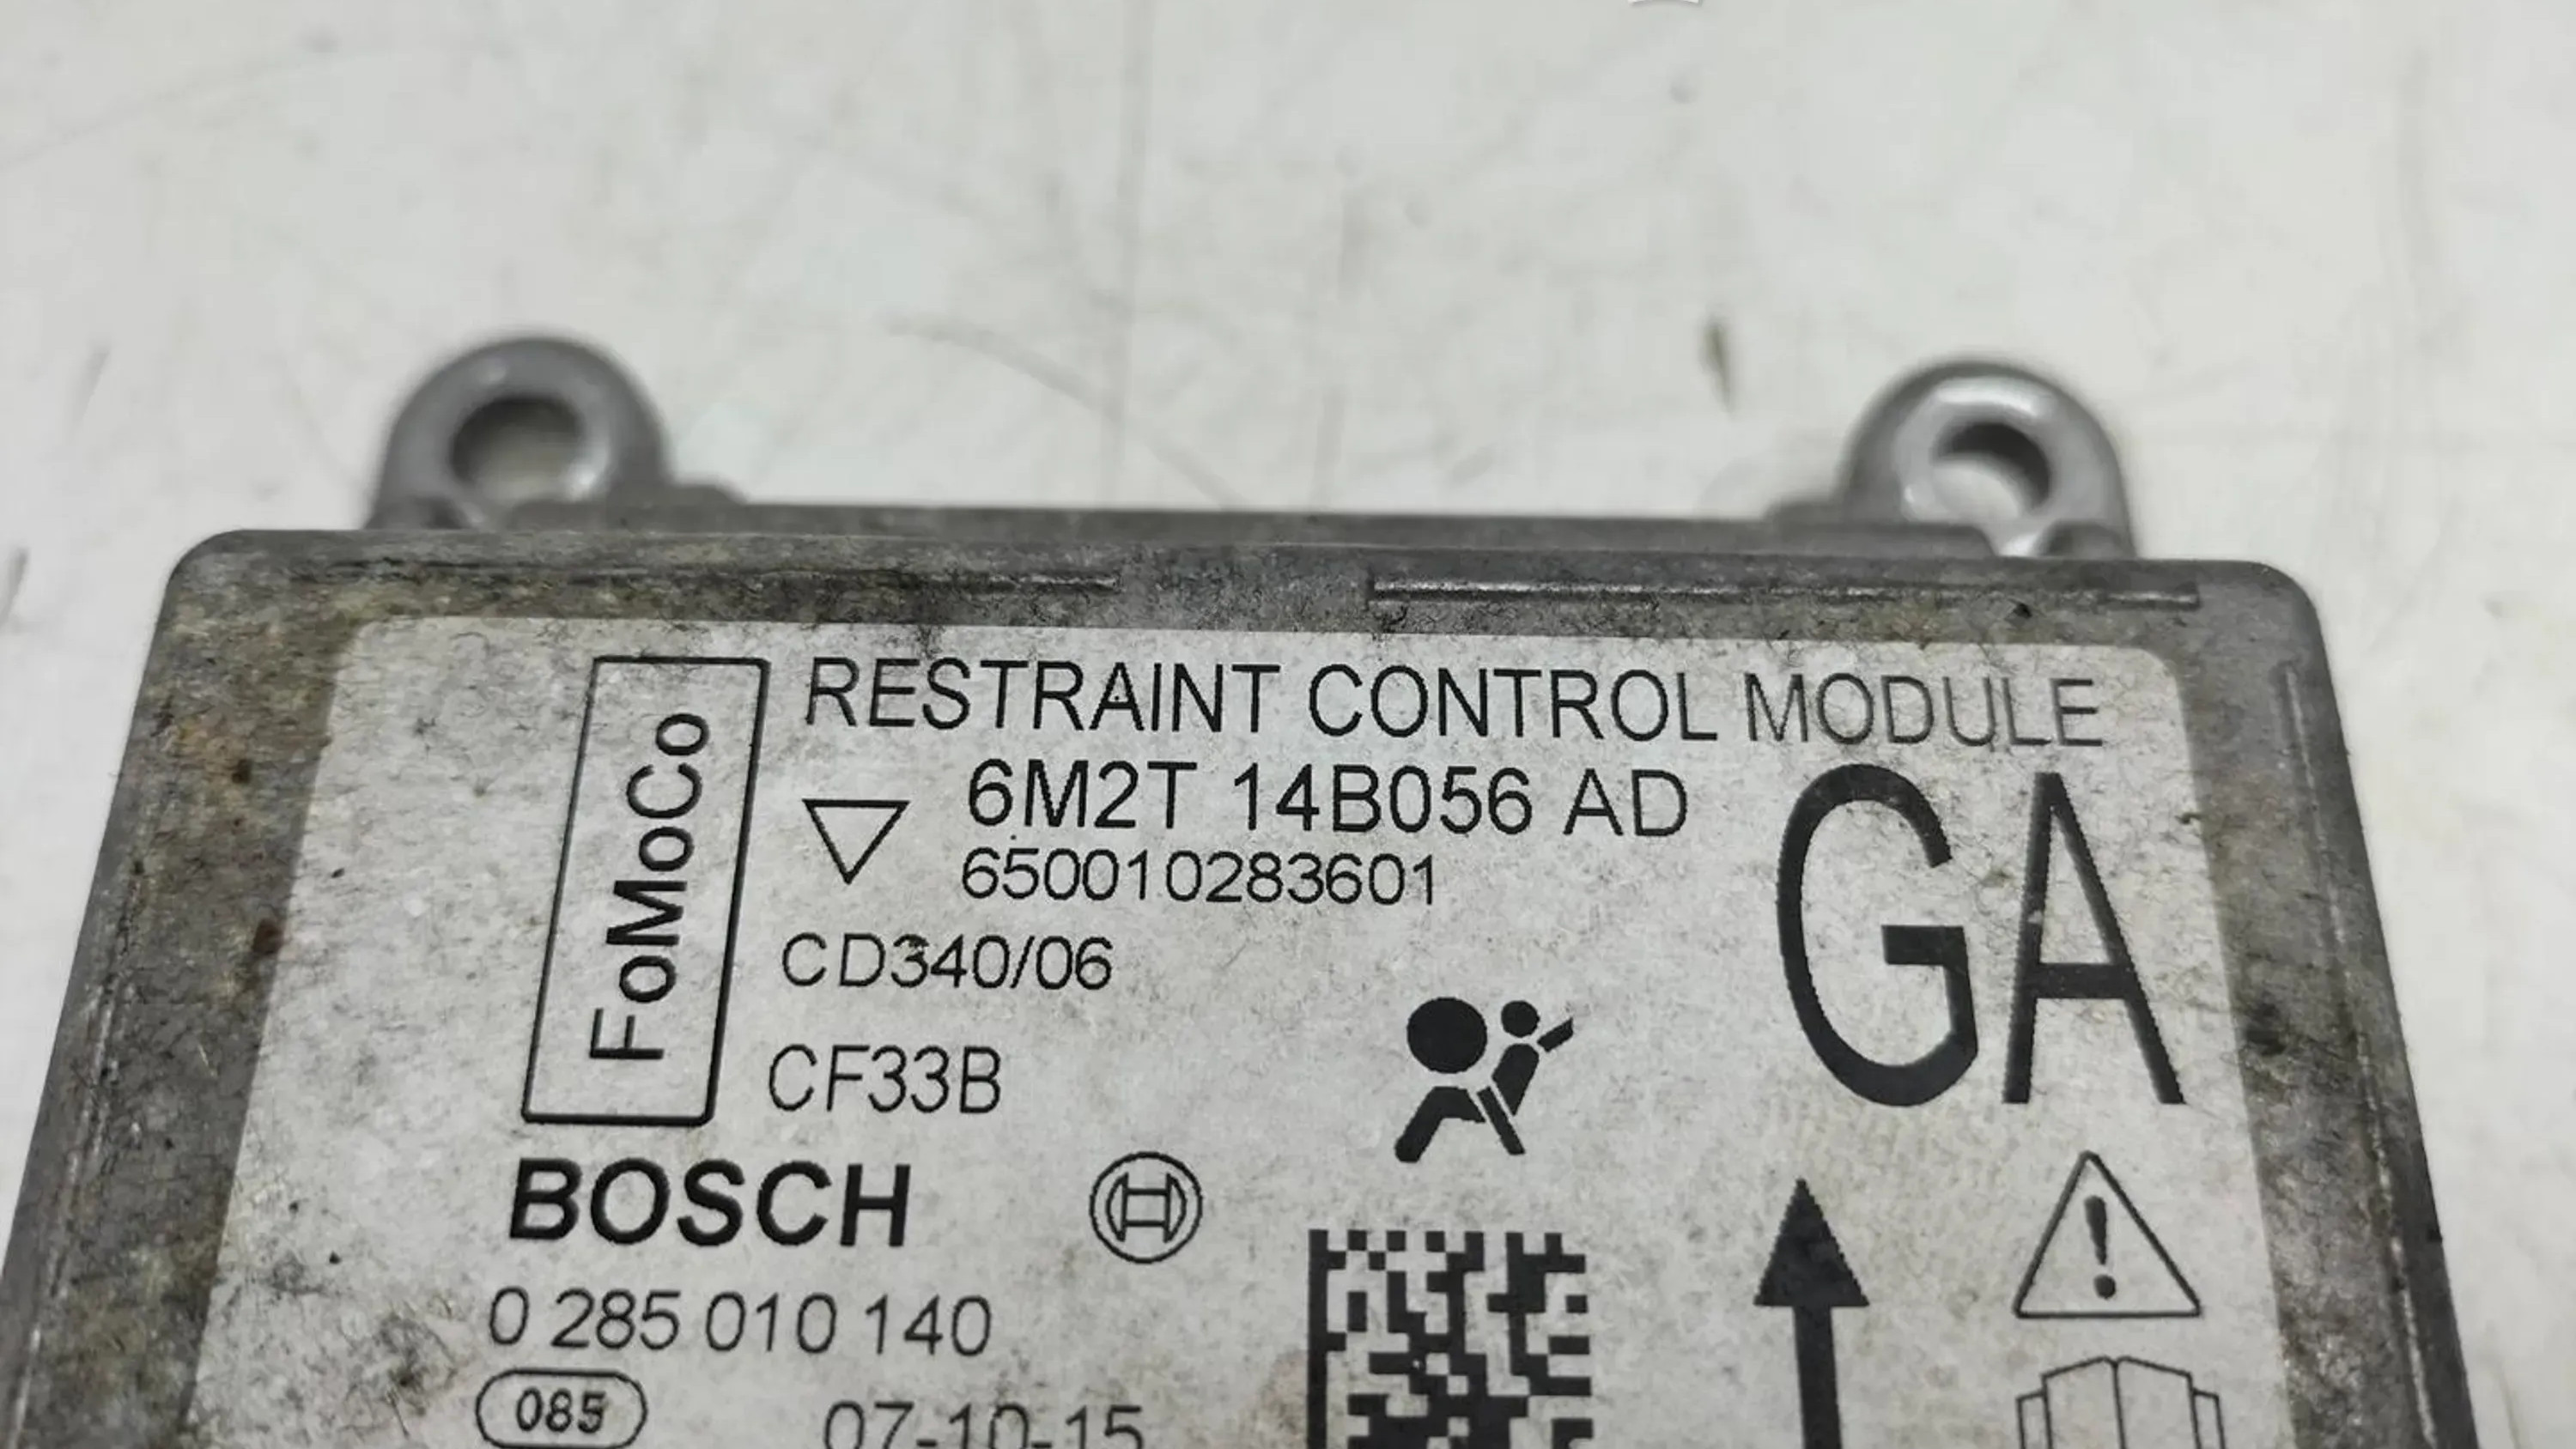 RESTRAINT CONTROL MODULE
FoMoCo
6M2T 14B056 AD
GA
650010283601
CD340/06
CF33B
BOSCH
0 285 010 140
085
07-10-15